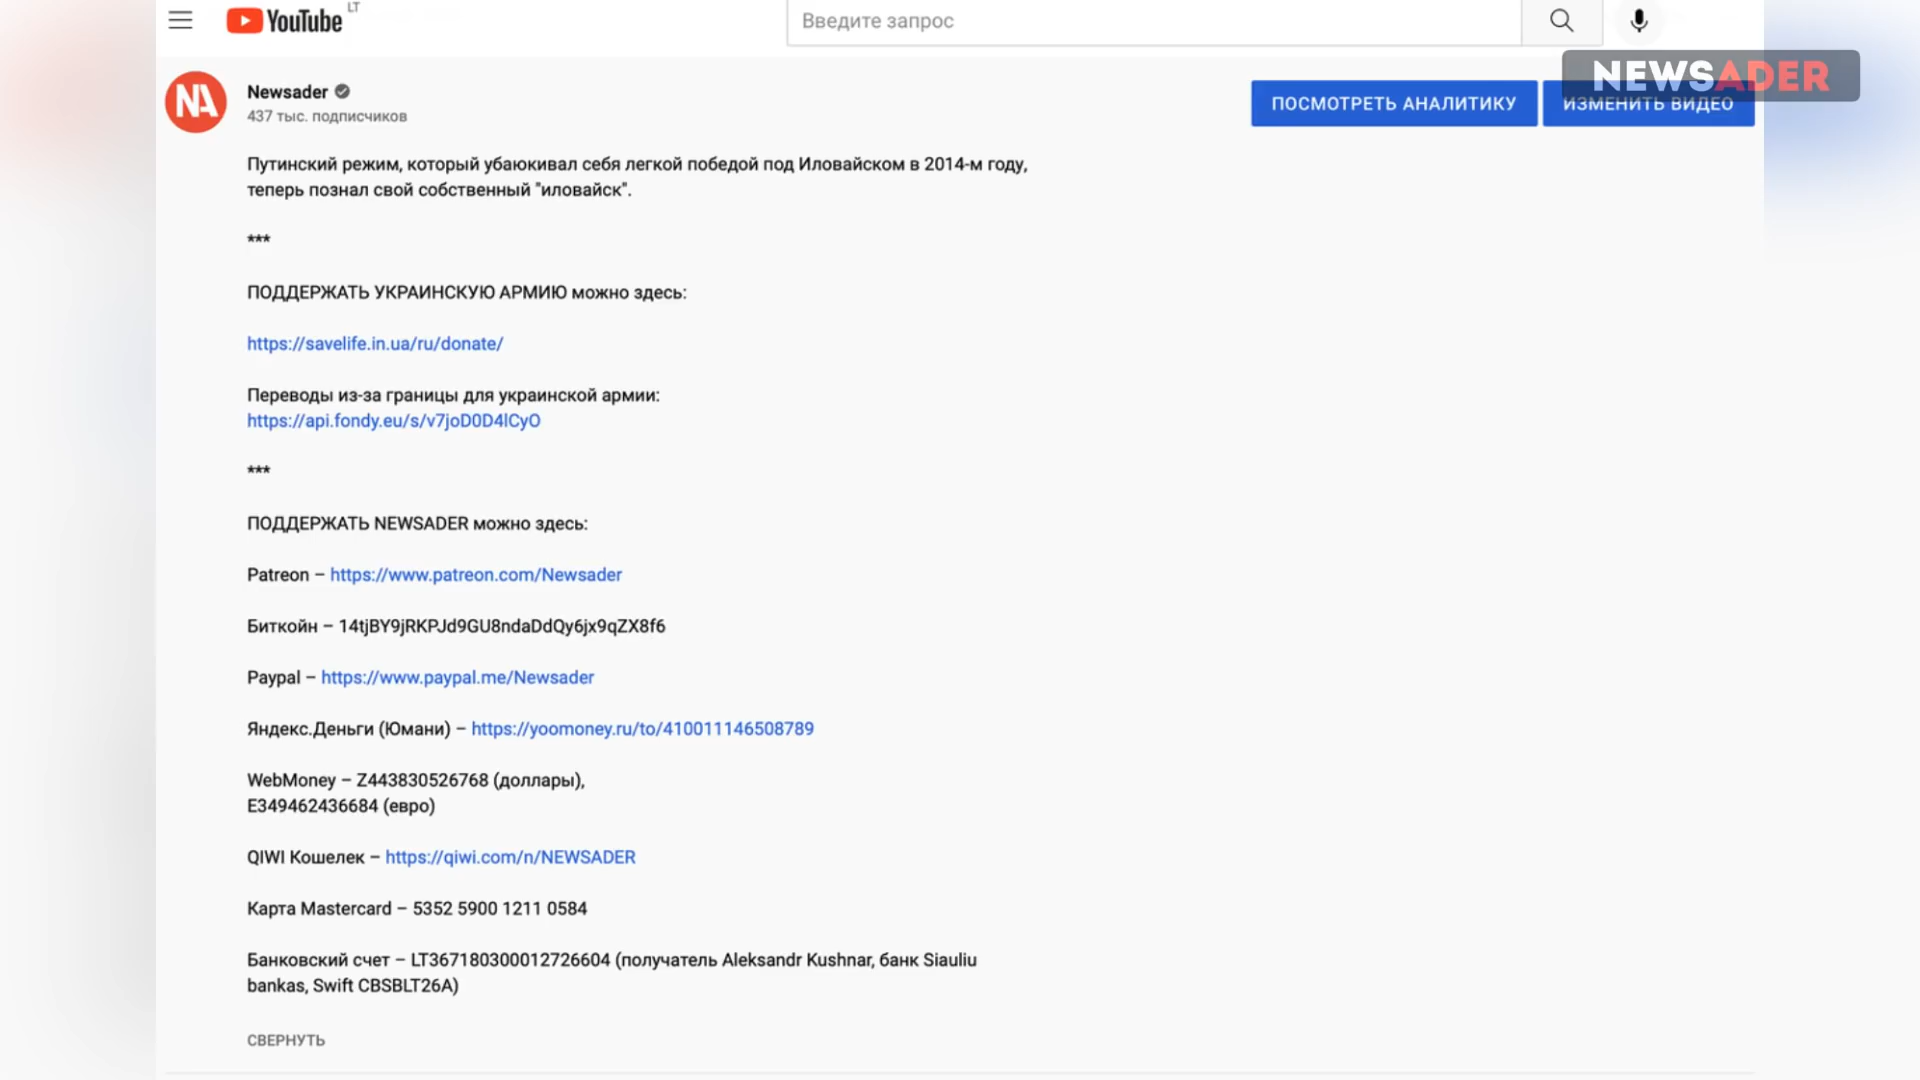 YouTube LT
Введите запрос
NEWSADER
NA
Newsader
437 тыс. подписчиков
ПОСМОТРЕТЬ АНАЛИТИКУ
ИЗМЕНИТЬ ВИДЕО
Путинский режим, который убаюкивал себя легкой победой под Иловайском в 2014-м году,
теперь познал свой собственный "иловайск".
***
ПОДДЕРЖАТЬ УКРАИНСКУЮ АРМИЮ можно здесь:
https://savelife.in.ua/ru/donate/
Переводы из-за границы для украинской армии:
https://api.fondy.eu/s/v7joD0D4lCyO
***
ПОДДЕРЖАТЬ NEWSADER можно здесь:
Patreon – https://www.patreon.com/Newsader
Биткойн – 14tjBY9jRKPJd9GU8ndaDdQy6jx9qZX8f6
Paypal – https://www.paypal.me/Newsader
Яндекс.Деньги (Юмани) – https://yoomoney.ru/to/410011146508789
WebMoney – Z443830526768 (доллары),
E349462436684 (евро)
QIWI Кошелек – https://qiwi.com/n/NEWSADER
Карта Mastercard – 5352 5900 1211 0584
Банковский счет – LT367180300012726604 (получатель Aleksandr Kushnar, банк Siauliu
bankas, Swift CBSBLT26A)
СВЕРНУТЬ